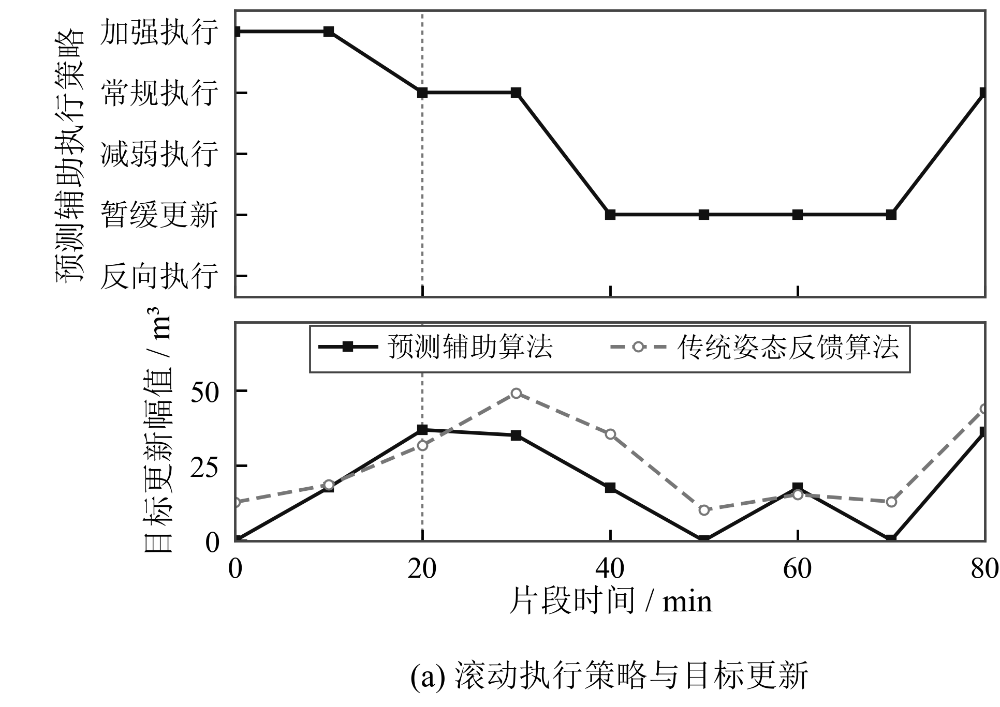 预测辅助执行策略
加强执行
常规执行
减弱执行
暂缓更新
反向执行
目标更新幅值 / m³
预测辅助算法 传统姿态反馈算法
50
25
0
0 20 40 60 80
片段时间 / min
(a) 滚动执行策略与目标更新